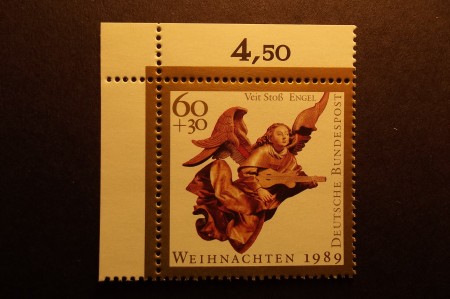 4,50
60
+30
Veit Stoß ENGEL
DEUTSCHE BUNDESPOST
WEIHNACHTEN 1989